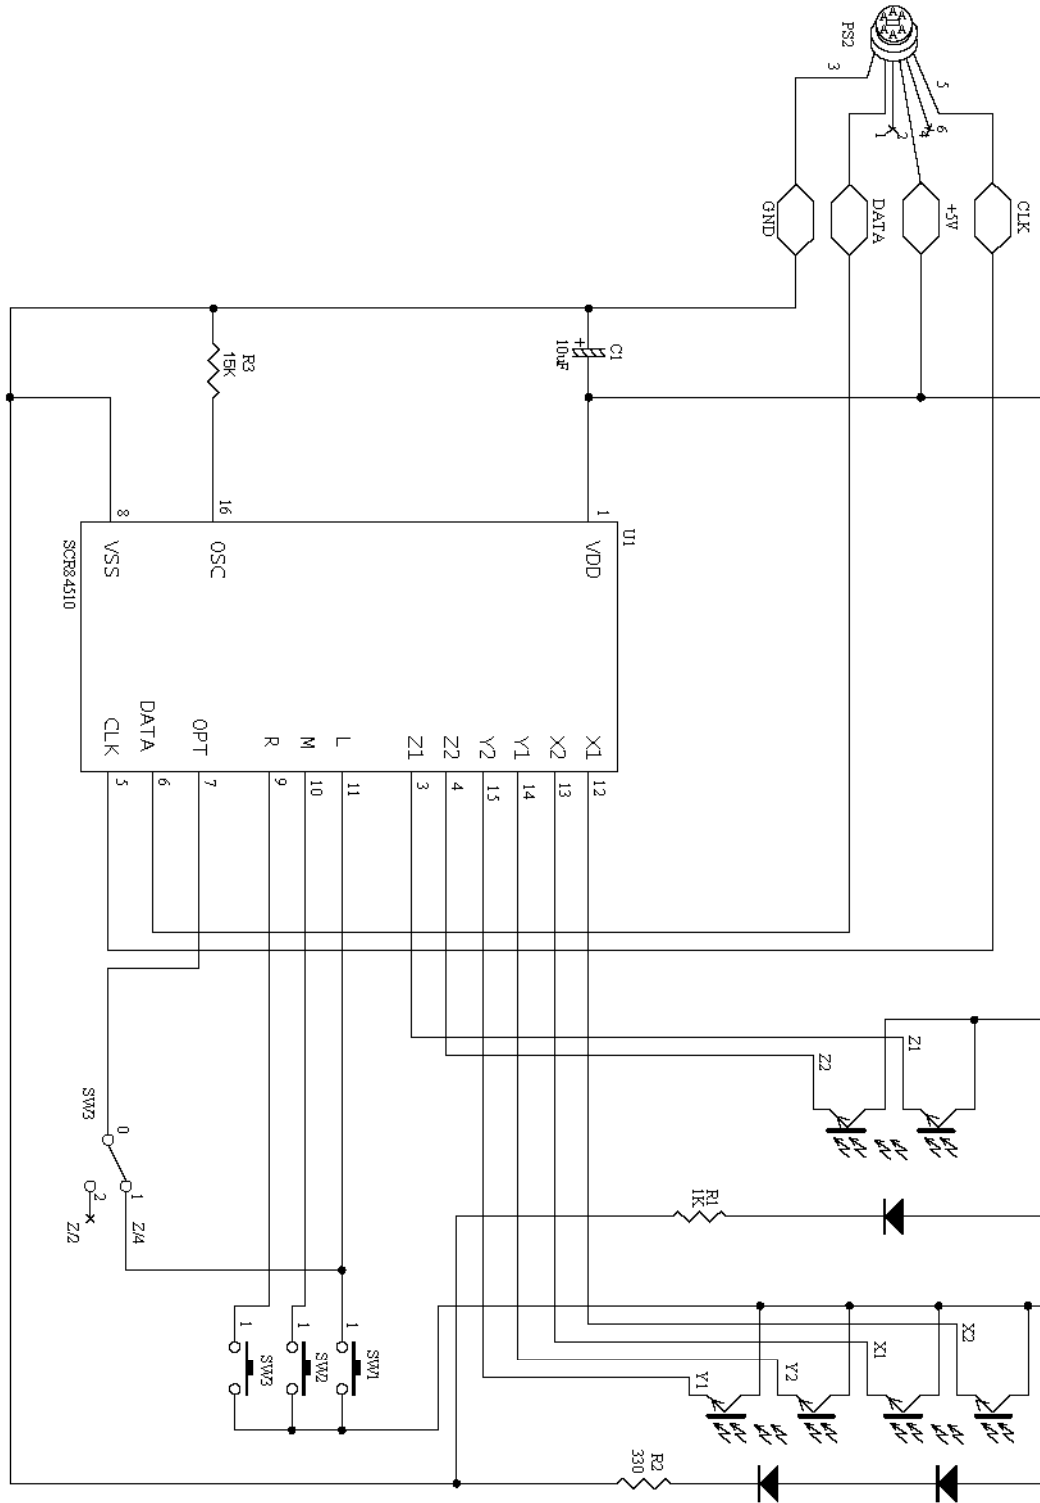 PS2
3
5
1
2
4
6
GND
DATA
+5V
CLK
R3
15K
+
C1
10uF
8
16
1
U1
VSS
OSC
VDD
SCR84510
CLK
DATA
OPT
R
M
L
Z1
Z2
Y2
Y1
X2
X1
5
6
7
9
10
11
3
4
15
14
13
12
Z1
Z2
SW3
0
1
2
Z/4
Z/2
R1
1K
1
1
1
SW3
SW2
SW1
X2
X1
Y2
Y1
R2
330